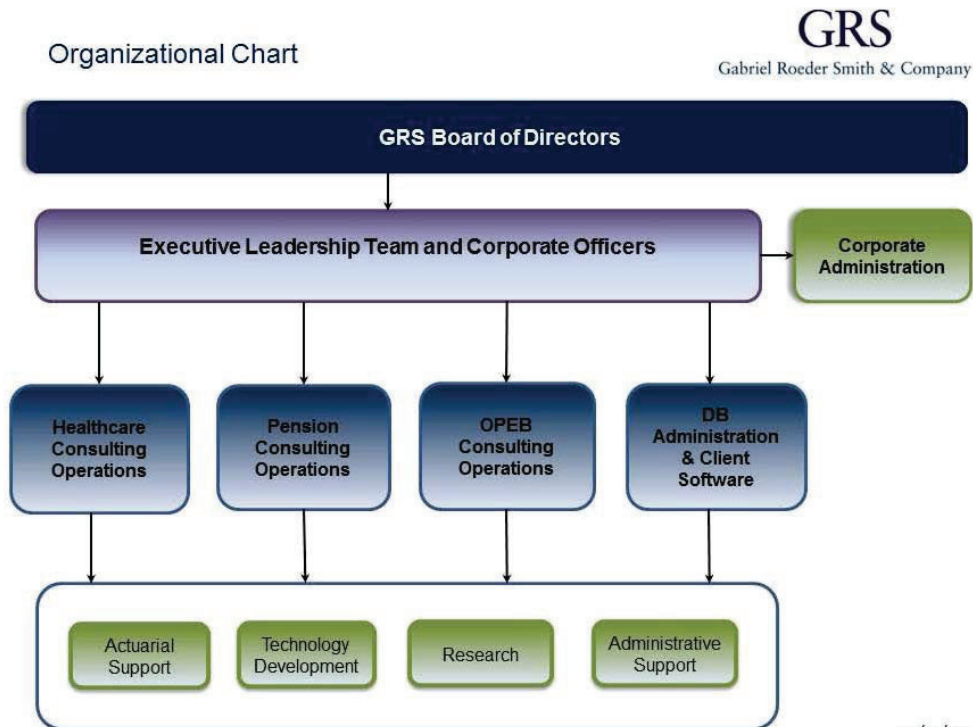 Organizational Chart
GRS
Gabriel Roeder Smith & Company
GRS Board of Directors
Executive Leadership Team and Corporate Officers
Corporate
Administration
Healthcare
Consulting
Operations
Pension
Consulting
Operations
OPEB
Consulting
Operations
DB
Administration
& Client
Software
Actuarial
Support
Technology
Development
Research
Administrative
Support